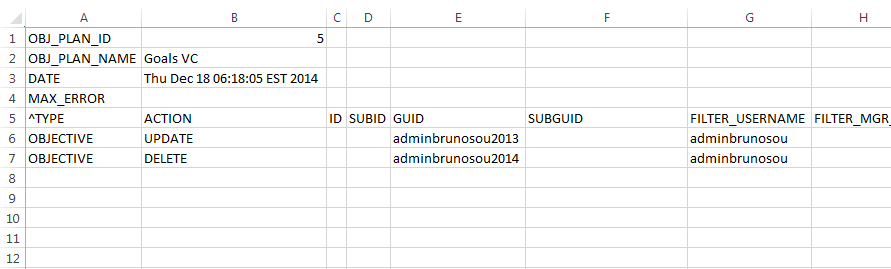 A B C D E F G H
1 OBJ_PLAN_ID 5
2 OBJ_PLAN_NAME Goals VC
3 DATE Thu Dec 18 06:18:05 EST 2014
4 MAX_ERROR
5 ^TYPE ACTION ID SUBID GUID SUBGUID FILTER_USERNAME FILTER_MGR_
6 OBJECTIVE UPDATE adminbrunosou2013 adminbrunosou
7 OBJECTIVE DELETE adminbrunosou2014 adminbrunosou
8
9
10
11
12